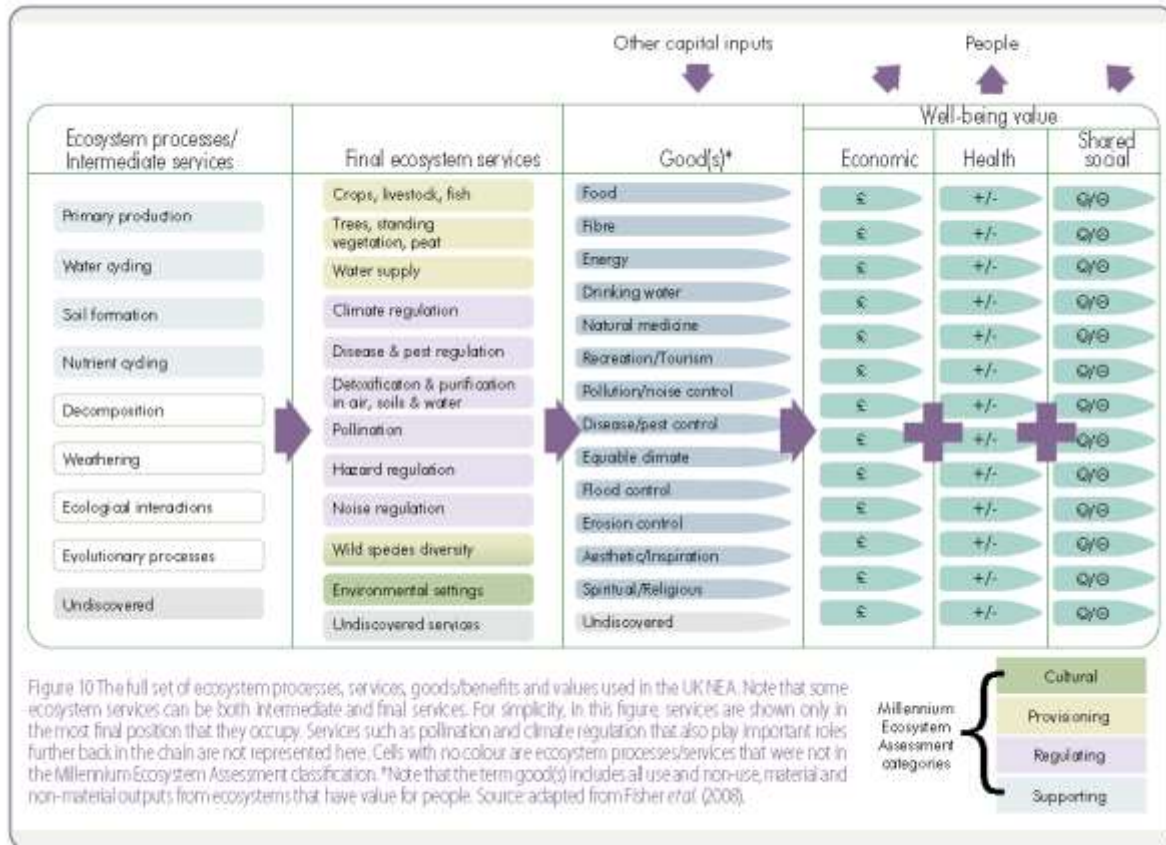 Other capital inputs
People
Ecosystem processes/
Intermediate services
Final ecosystem services
Good(s)*
Well-being value
Economic
Health
Shared
social
Primary production
Water cycling
Soil formation
Nutrient cycling
Decomposition
Weathering
Ecological interactions
Evolutionary processes
Undiscovered
Crops, livestock, fish
Trees, standing
vegetation, peat
Water supply
Climate regulation
Disease & pest regulation
Detoxification & purification
in air, soils & water
Pollination
Hazard regulation
Noise regulation
Wild species diversity
Environmental settings
Undiscovered services
Food
Fibre
Energy
Drinking water
Natural medicine
Recreation/Tourism
Pollution/noise control
Disease/pest control
Equable climate
Flood control
Erosion control
Aesthetic/Inspiration
Spiritual/Religious
Undiscovered
£ +/- ☺/☹
£ +/- ☺/☹
£ +/- ☺/☹
£ +/- ☺/☹
£ +/- ☺/☹
£ +/- ☺/☹
£ +/- ☺/☹
£ +/- ☺/☹
£ +/- ☺/☹
£ +/- ☺/☹
£ +/- ☺/☹
£ +/- ☺/☹
£ +/- ☺/☹
Figure 10 The full set of ecosystem processes, services, goods/benefits and values used in the UK NEA. Note that some
ecosystem services can be both intermediate and final services. For simplicity, in this figure, services are shown only in
the most final position that they occupy. Services such as pollination and climate regulation that also play important roles
further back in the chain are not represented here. Cells with no colour are ecosystem processes/services that were not in
the Millennium Ecosystem Assessment classification. *Note that the term good(s) includes all use and non-use, material and
non-material outputs from ecosystems that have value for people. Source: adapted from Fisher et al. (2008).
Millennium
Ecosystem
Assessment
categories
Cultural
Provisioning
Regulating
Supporting